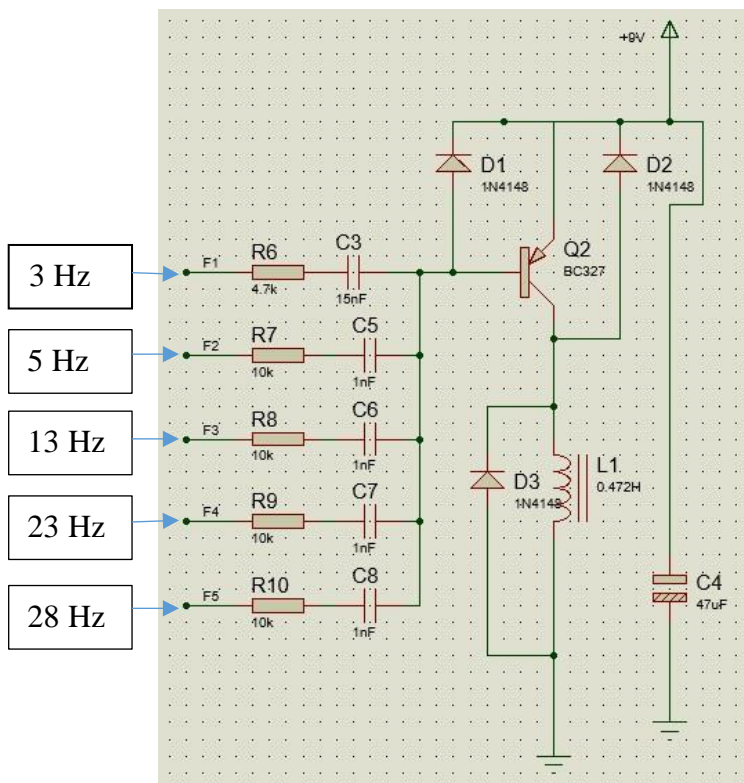 +9V
D1
1N4148
D2
1N4148
3 Hz
F1
R6
4.7k
C3
15nF
Q2
BC327
5 Hz
F2
R7
10k
C5
1nF
13 Hz
F3
R8
10k
C6
1nF
D3
1N4148
L1
0.472H
23 Hz
F4
R9
10k
C7
1nF
28 Hz
F5
R10
10k
C8
1nF
C4
47uF